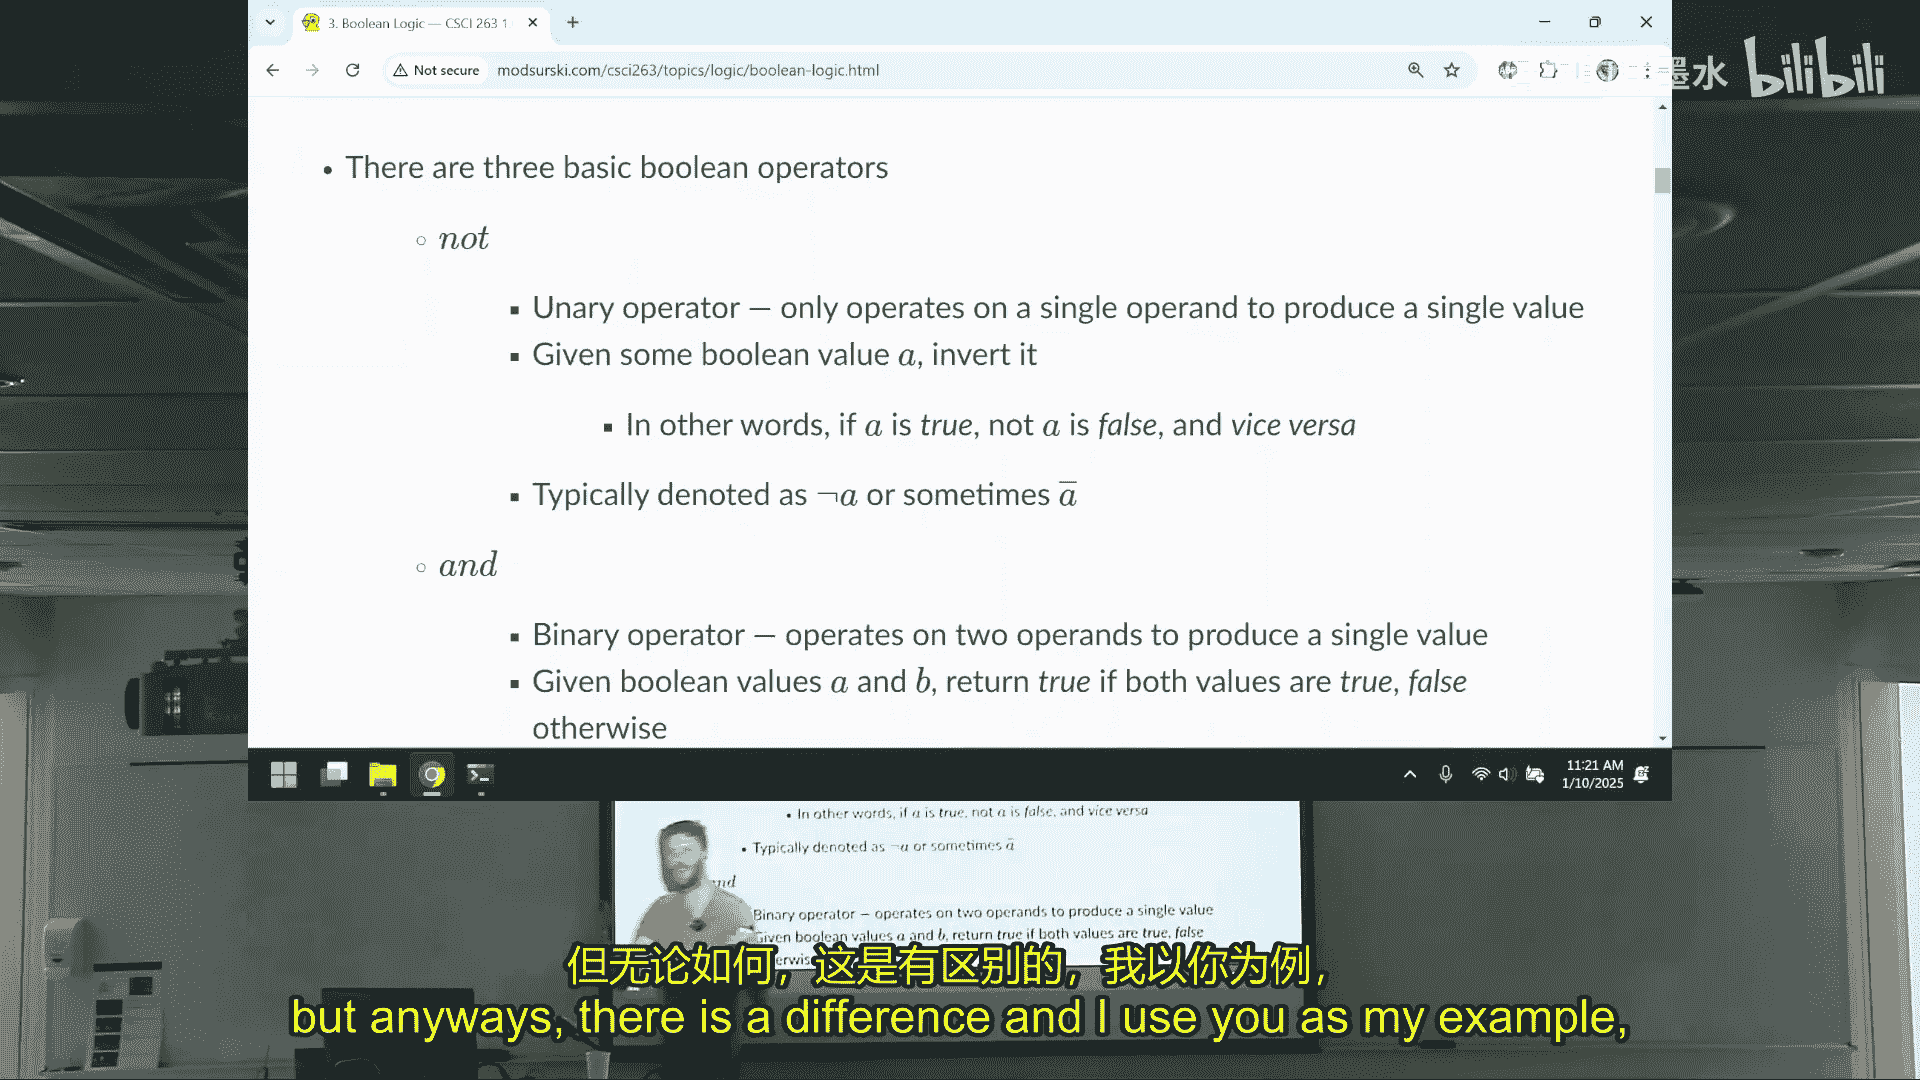 3. Boolean Logic — CSCI 263 1
Not secure
modsurski.com/csci263/topics/logic/boolean-logic.html
墨水 bilibili
• There are three basic boolean operators
◦ not
▪ Unary operator — only operates on a single operand to produce a single value
▪ Given some boolean value a, invert it
▪ In other words, if a is true, not a is false, and vice versa
▪ Typically denoted as ¬a or sometimes a̅
◦ and
▪ Binary operator — operates on two operands to produce a single value
▪ Given boolean values a and b, return true if both values are true, false
otherwise
11:21 AM
1/10/2025
• In other words, if a is true, not a is false, and vice versa
• Typically denoted as ¬a or sometimes a̅
nd
Binary operator — operates on two operands to produce a single value
Given boolean values a and b, return true if both values are true, false
但无论如何，这是有区别的，我以你为例，
but anyways, there is a difference and I use you as my example,